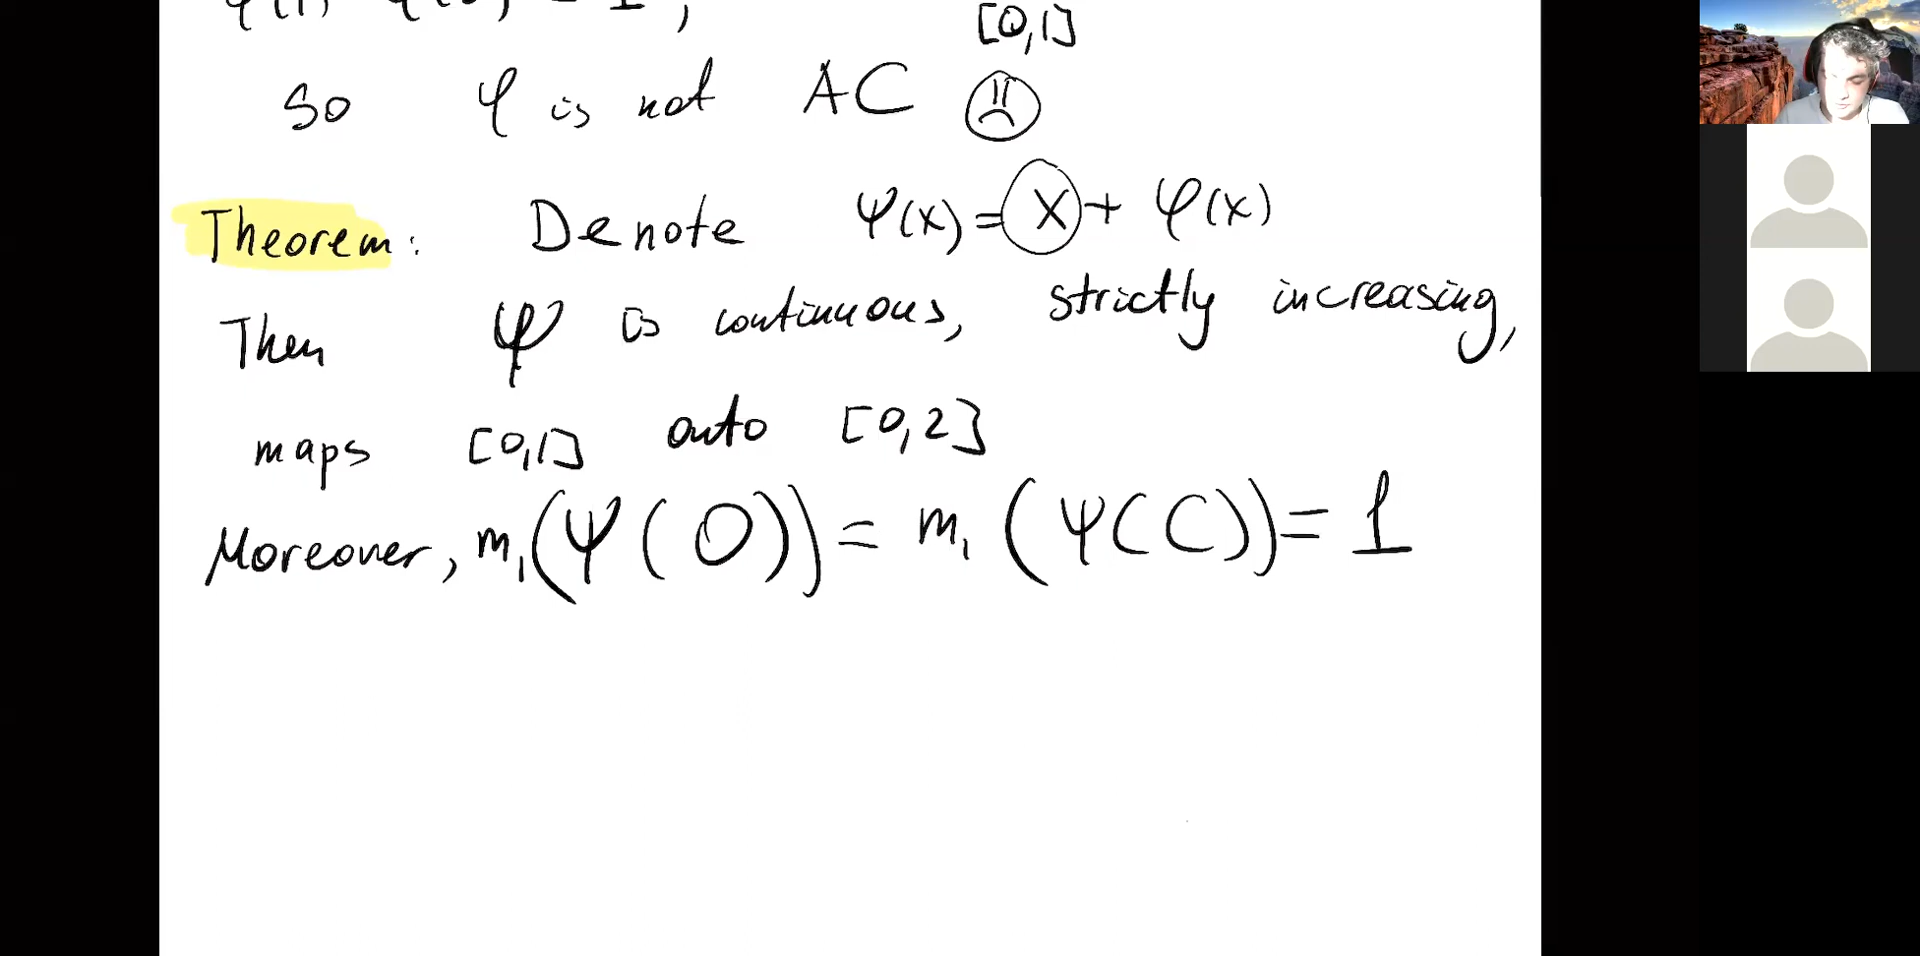 [0,1]
So φ is not AC
Theorem: Denote ψ(x) = x + φ(x)
Then ψ is continuous, strictly increasing,
maps [0,1] onto [0,2]
Moreover, m₁(ψ(O)) = m₁(ψ(C)) = 1